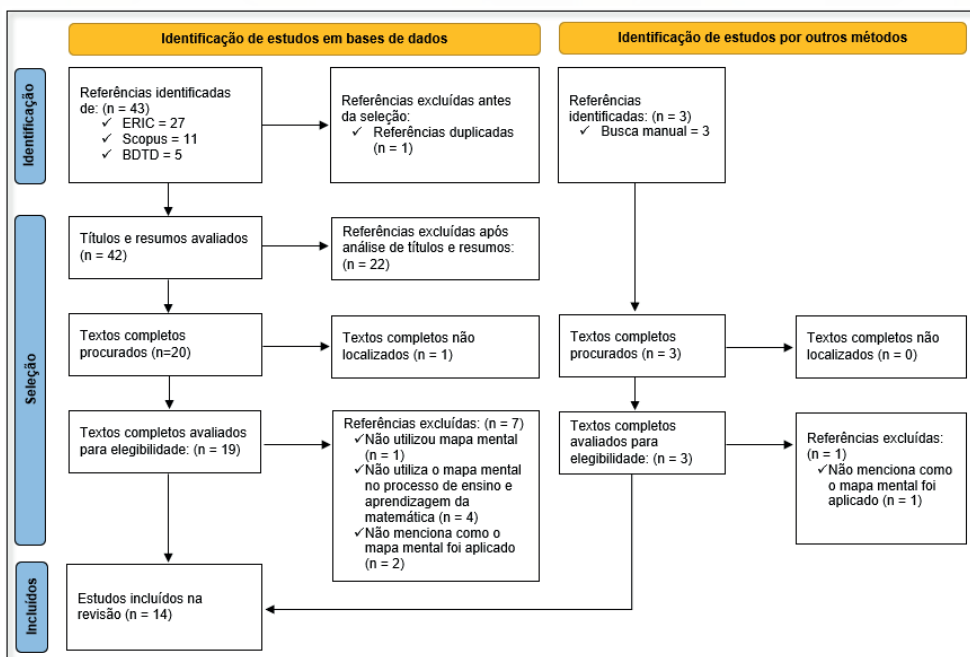 Identificação de estudos em bases de dados
Identificação de estudos por outros métodos
Identificação
Referências identificadas
de: (n = 43)
✓ ERIC = 27
✓ Scopus = 11
✓ BDTD = 5
Referências excluídas antes
da seleção:
✓ Referências duplicadas
(n = 1)
Referências
identificadas: (n = 3)
✓ Busca manual = 3
Seleção
Títulos e resumos avaliados
(n = 42)
Referências excluídas após
análise de títulos e resumos:
(n = 22)
Textos completos
procurados (n=20)
Textos completos não
localizados (n = 1)
Textos completos
procurados (n = 3)
Textos completos não
localizados (n = 0)
Textos completos avaliados
para elegibilidade: (n = 19)
Referências excluídas: (n = 7)
✓Não utilizou mapa mental
(n = 1)
✓Não utiliza o mapa mental
no processo de ensino e
aprendizagem da
matemática (n = 4)
✓Não menciona como o
mapa mental foi aplicado
(n = 2)
Textos completos
avaliados para
elegibilidade: (n = 3)
Referências excluídas:
(n = 1)
✓Não menciona como
o mapa mental foi
aplicado (n = 1)
Incluídos
Estudos incluídos na
revisão (n = 14)